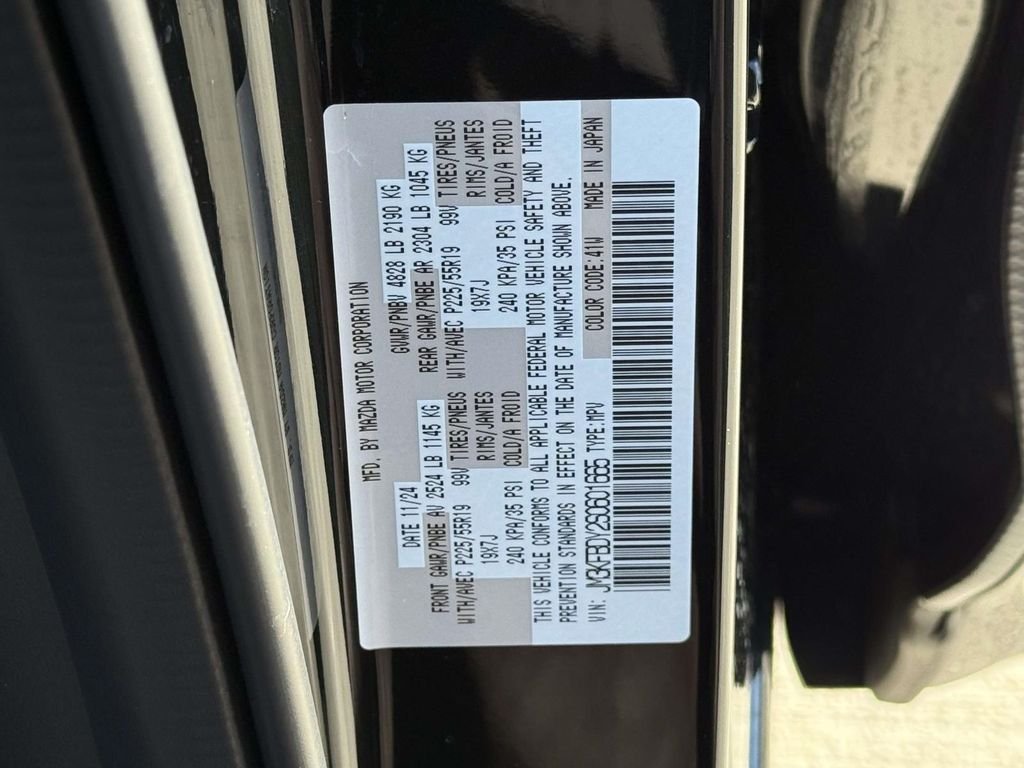 MFD. BY MAZDA MOTOR CORPORATION
DATE 11/24 GVWR/PNBV 4828 LB 2190 KG
FRONT GAWR/PNBE AV 2524 LB 1145 KG REAR GAWR/PNBE AR 2304 LB 1045 KG
WITH/AVEC P225/55R19 99V TIRES/PNEUS WITH/AVEC P225/55R19 99V TIRES/PNEUS
19X7J RIMS/JANTES 19X7J RIMS/JANTES
240 KPA/35 PSI COLD/A FROID 240 KPA/35 PSI COLD/A FROID
THIS VEHICLE CONFORMS TO ALL APPLICABLE FEDERAL MOTOR VEHICLE SAFETY AND THEFT
PREVENTION STANDARDS IN EFFECT ON THE DATE OF MANUFACTURE SHOWN ABOVE.
VIN: JM3KFBDY2S0601665 TYPE:MPV COLOR CODE:41W MADE IN JAPAN